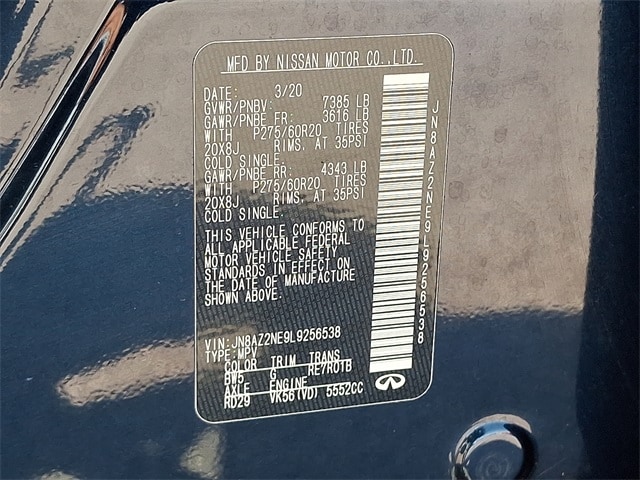 MFD BY NISSAN MOTOR CO.,LTD.
DATE: 3/20
GVWR/PNBV: 7385 LB
GAWR/PNBE FR: 3616 LB
WITH P275/60R20 TIRES
20X8J RIMS, AT 35PSI
COLD SINGLE.
GAWR/PNBE RR: 4343 LB
WITH P275/60R20 TIRES
20X8J RIMS, AT 35PSI
COLD SINGLE.
THIS VEHICLE CONFORMS TO
ALL APPLICABLE FEDERAL
MOTOR VEHICLE SAFETY
STANDARDS IN EFFECT ON
THE DATE OF MANUFACTURE
SHOWN ABOVE.
VIN:JN8AZ2NE9L9256538
TYPE:MPV
COLOR TRIM TRANS
BW5 G RE7R01B
AXLE ENGINE
RD29 VK56(VD) 5552CC
JN8AZ2NE9L9256538